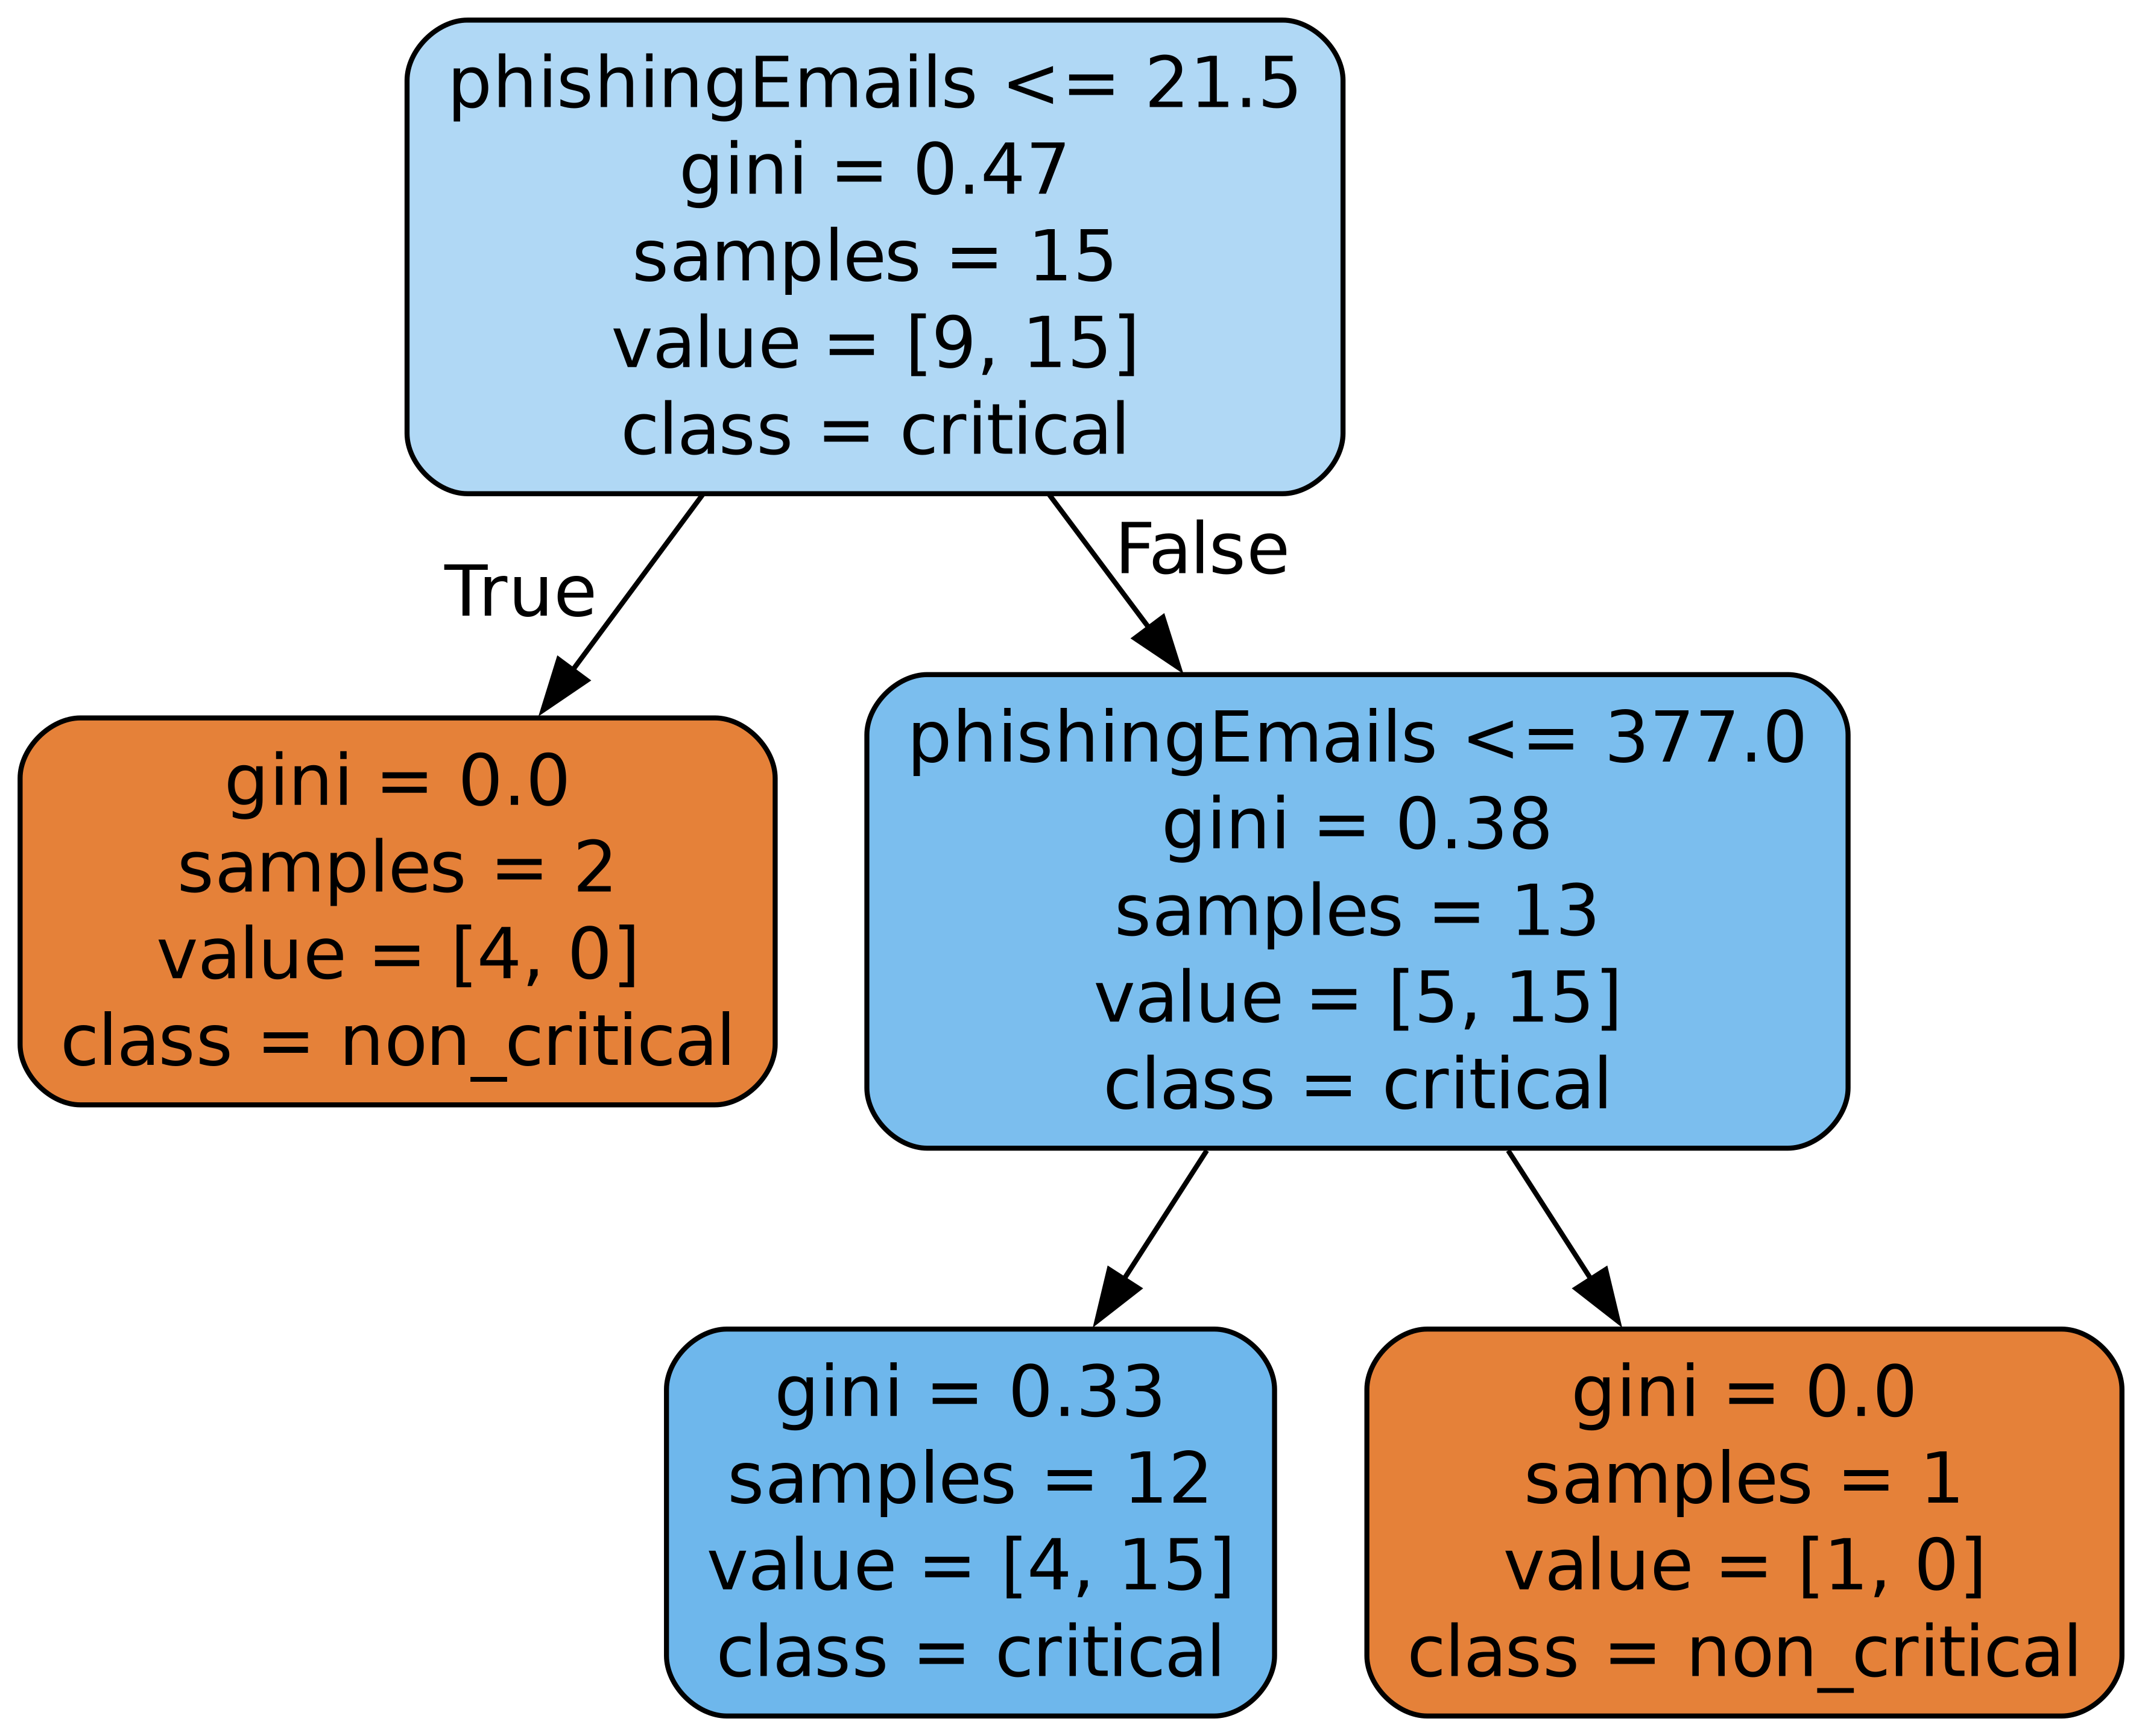 phishingEmails <= 21.5
gini = 0.47
samples = 15
value = [9, 15]
class = critical
True
False
gini = 0.0
samples = 2
value = [4, 0]
class = non_critical
phishingEmails <= 377.0
gini = 0.38
samples = 13
value = [5, 15]
class = critical
gini = 0.33
samples = 12
value = [4, 15]
class = critical
gini = 0.0
samples = 1
value = [1, 0]
class = non_critical